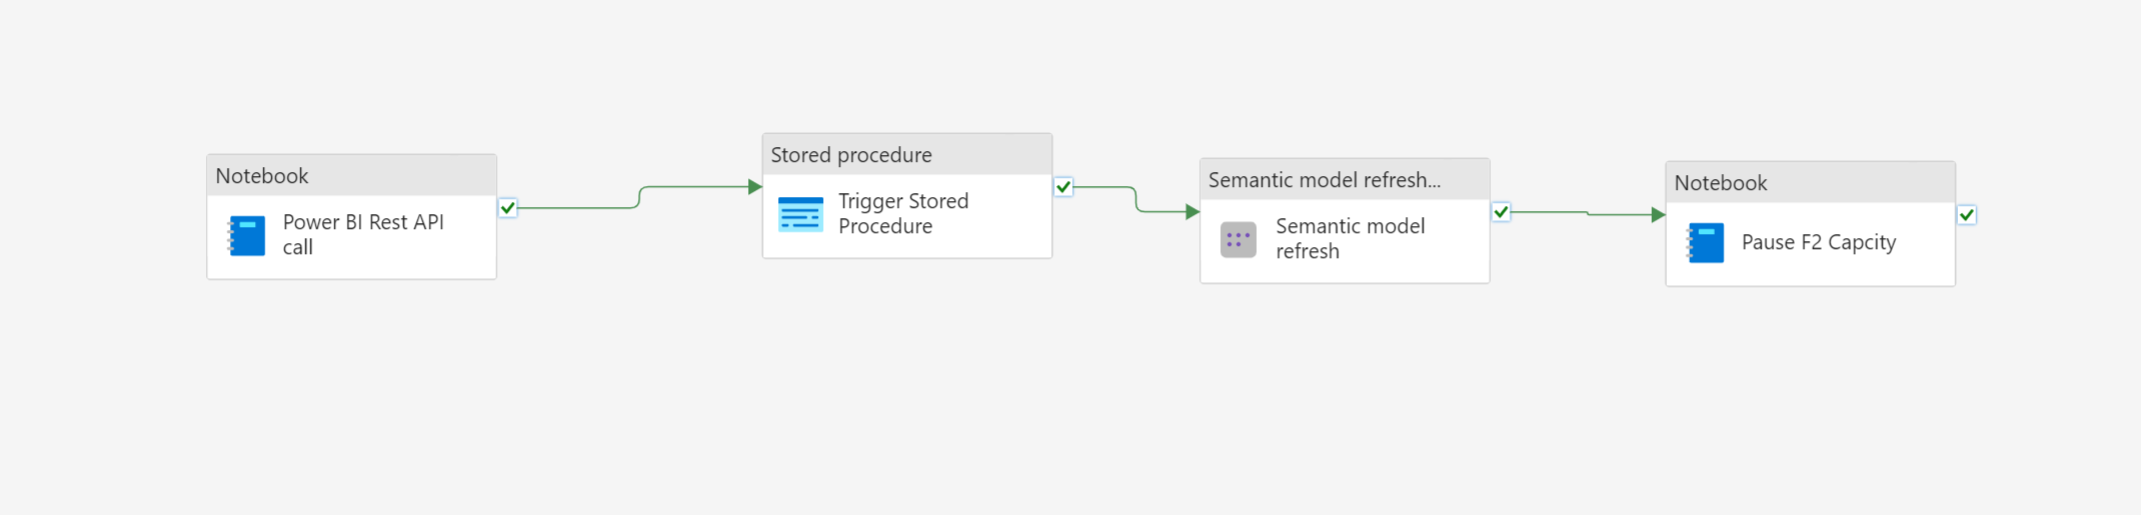 Notebook
Power BI Rest API
call
Stored procedure
Trigger Stored
Procedure
Semantic model refresh...
Semantic model
refresh
Notebook
Pause F2 Capcity